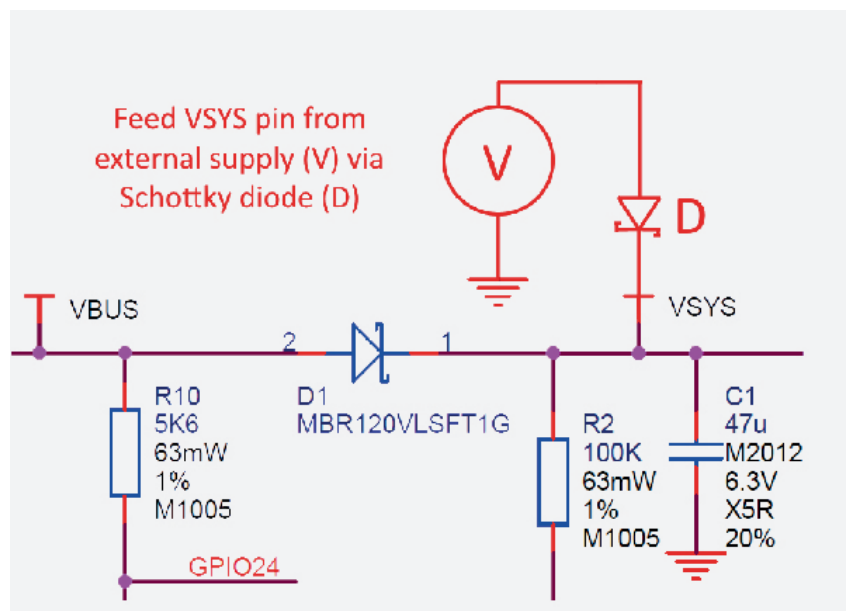 Feed VSYS pin from
external supply (V) via
Schottky diode (D)
V
D
VBUS
VSYS
2
1
R10
5K6
63mW
1%
M1005
D1
MBR120VLSFT1G
R2
100K
63mW
1%
M1005
C1
47u
M2012
6.3V
X5R
20%
GPIO24